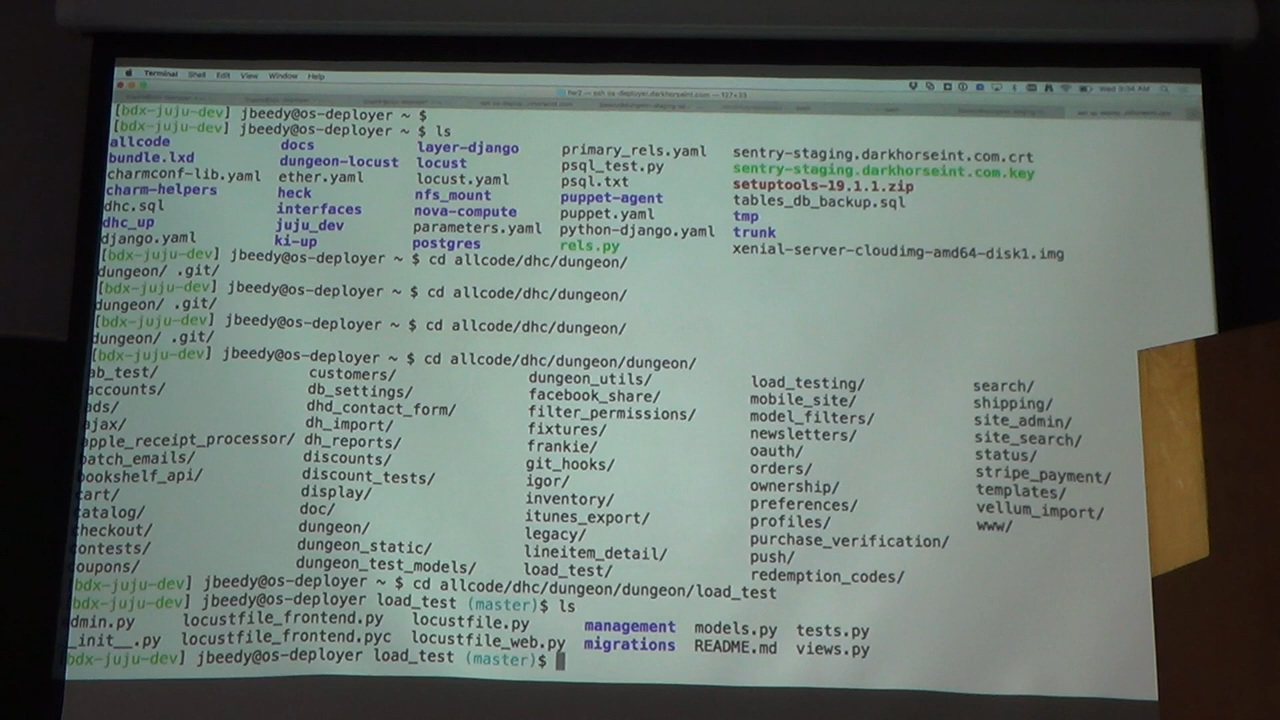 Terminal Shell Edit View Window Help Wed 9:04 AM
[bdx-juju-dev] jbeedy@os-deployer ~ $
[bdx-juju-dev] jbeedy@os-deployer ~ $ ls
allcode docs layer-django primary_rels.yaml sentry-staging.darkhorseint.com.crt
bundle.lxd dungeon-locust locust psql_test.py sentry-staging.darkhorseint.com.key
charmconf-lib.yaml ether.yaml locust.yaml psql.txt setuptools-19.1.1.zip
charm-helpers heck nfs_mount puppet-agent tables_db_backup.sql
dhc.sql interfaces nova-compute puppet.yaml tmp
dhc_up juju_dev parameters.yaml python-django.yaml trunk
django.yaml ki-up postgres rels.py xenial-server-cloudimg-amd64-disk1.img
[bdx-juju-dev] jbeedy@os-deployer ~ $ cd allcode/dhc/dungeon/
dungeon/ .git/
[bdx-juju-dev] jbeedy@os-deployer ~ $ cd allcode/dhc/dungeon/
dungeon/ .git/
[bdx-juju-dev] jbeedy@os-deployer ~ $ cd allcode/dhc/dungeon/
dungeon/ .git/
[bdx-juju-dev] jbeedy@os-deployer ~ $ cd allcode/dhc/dungeon/dungeon/
ab_test/ customers/ dungeon_utils/ load_testing/ search/
accounts/ db_settings/ facebook_share/ mobile_site/ shipping/
ads/ dhd_contact_form/ filter_permissions/ model_filters/ site_admin/
ajax/ dh_import/ fixtures/ newsletters/ site_search/
apple_receipt_processor/ dh_reports/ frankie/ oauth/ status/
batch_emails/ discounts/ git_hooks/ orders/ stripe_payment/
bookshelf_api/ discount_tests/ igor/ ownership/ templates/
cart/ display/ inventory/ preferences/ vellum_import/
catalog/ doc/ itunes_export/ profiles/ www/
checkout/ dungeon/ legacy/ purchase_verification/
contests/ dungeon_static/ lineitem_detail/ push/
coupons/ dungeon_test_models/ load_test/ redemption_codes/
[bdx-juju-dev] jbeedy@os-deployer ~ $ cd allcode/dhc/dungeon/dungeon/load_test
[bdx-juju-dev] jbeedy@os-deployer load_test (master)$ ls
admin.py locustfile_frontend.py locustfile.py management models.py tests.py
__init__.py locustfile_frontend.pyc locustfile_web.py migrations README.md views.py
[bdx-juju-dev] jbeedy@os-deployer load_test (master)$